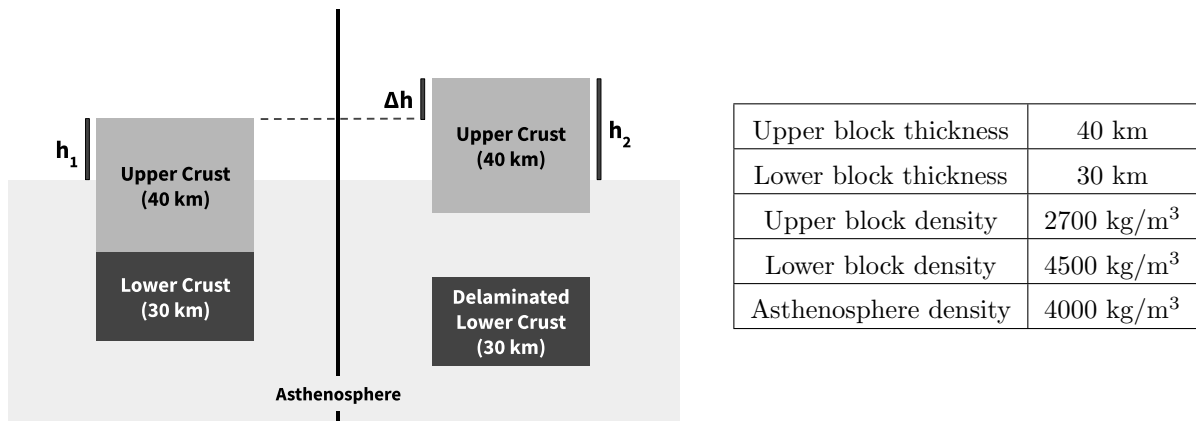 Δh
h₁
h₂
Upper Crust
(40 km)
Upper Crust
(40 km)
Lower Crust
(30 km)
Delaminated
Lower Crust
(30 km)
Asthenosphere
Upper block thickness 40 km
Lower block thickness 30 km
Upper block density 2700 kg/m³
Lower block density 4500 kg/m³
Asthenosphere density 4000 kg/m³